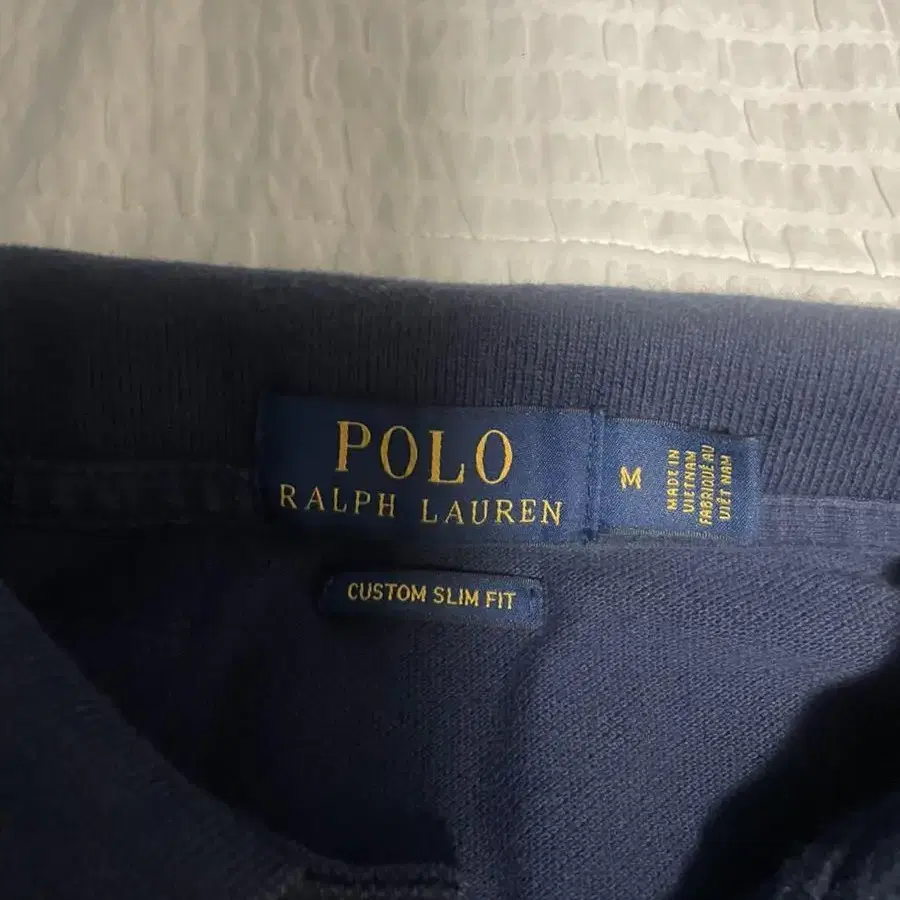 POLO
RALPH LAUREN
M
MADE IN
VIETNAM
FABRIQUÉ AU
VIÊT NAM
CUSTOM SLIM FIT